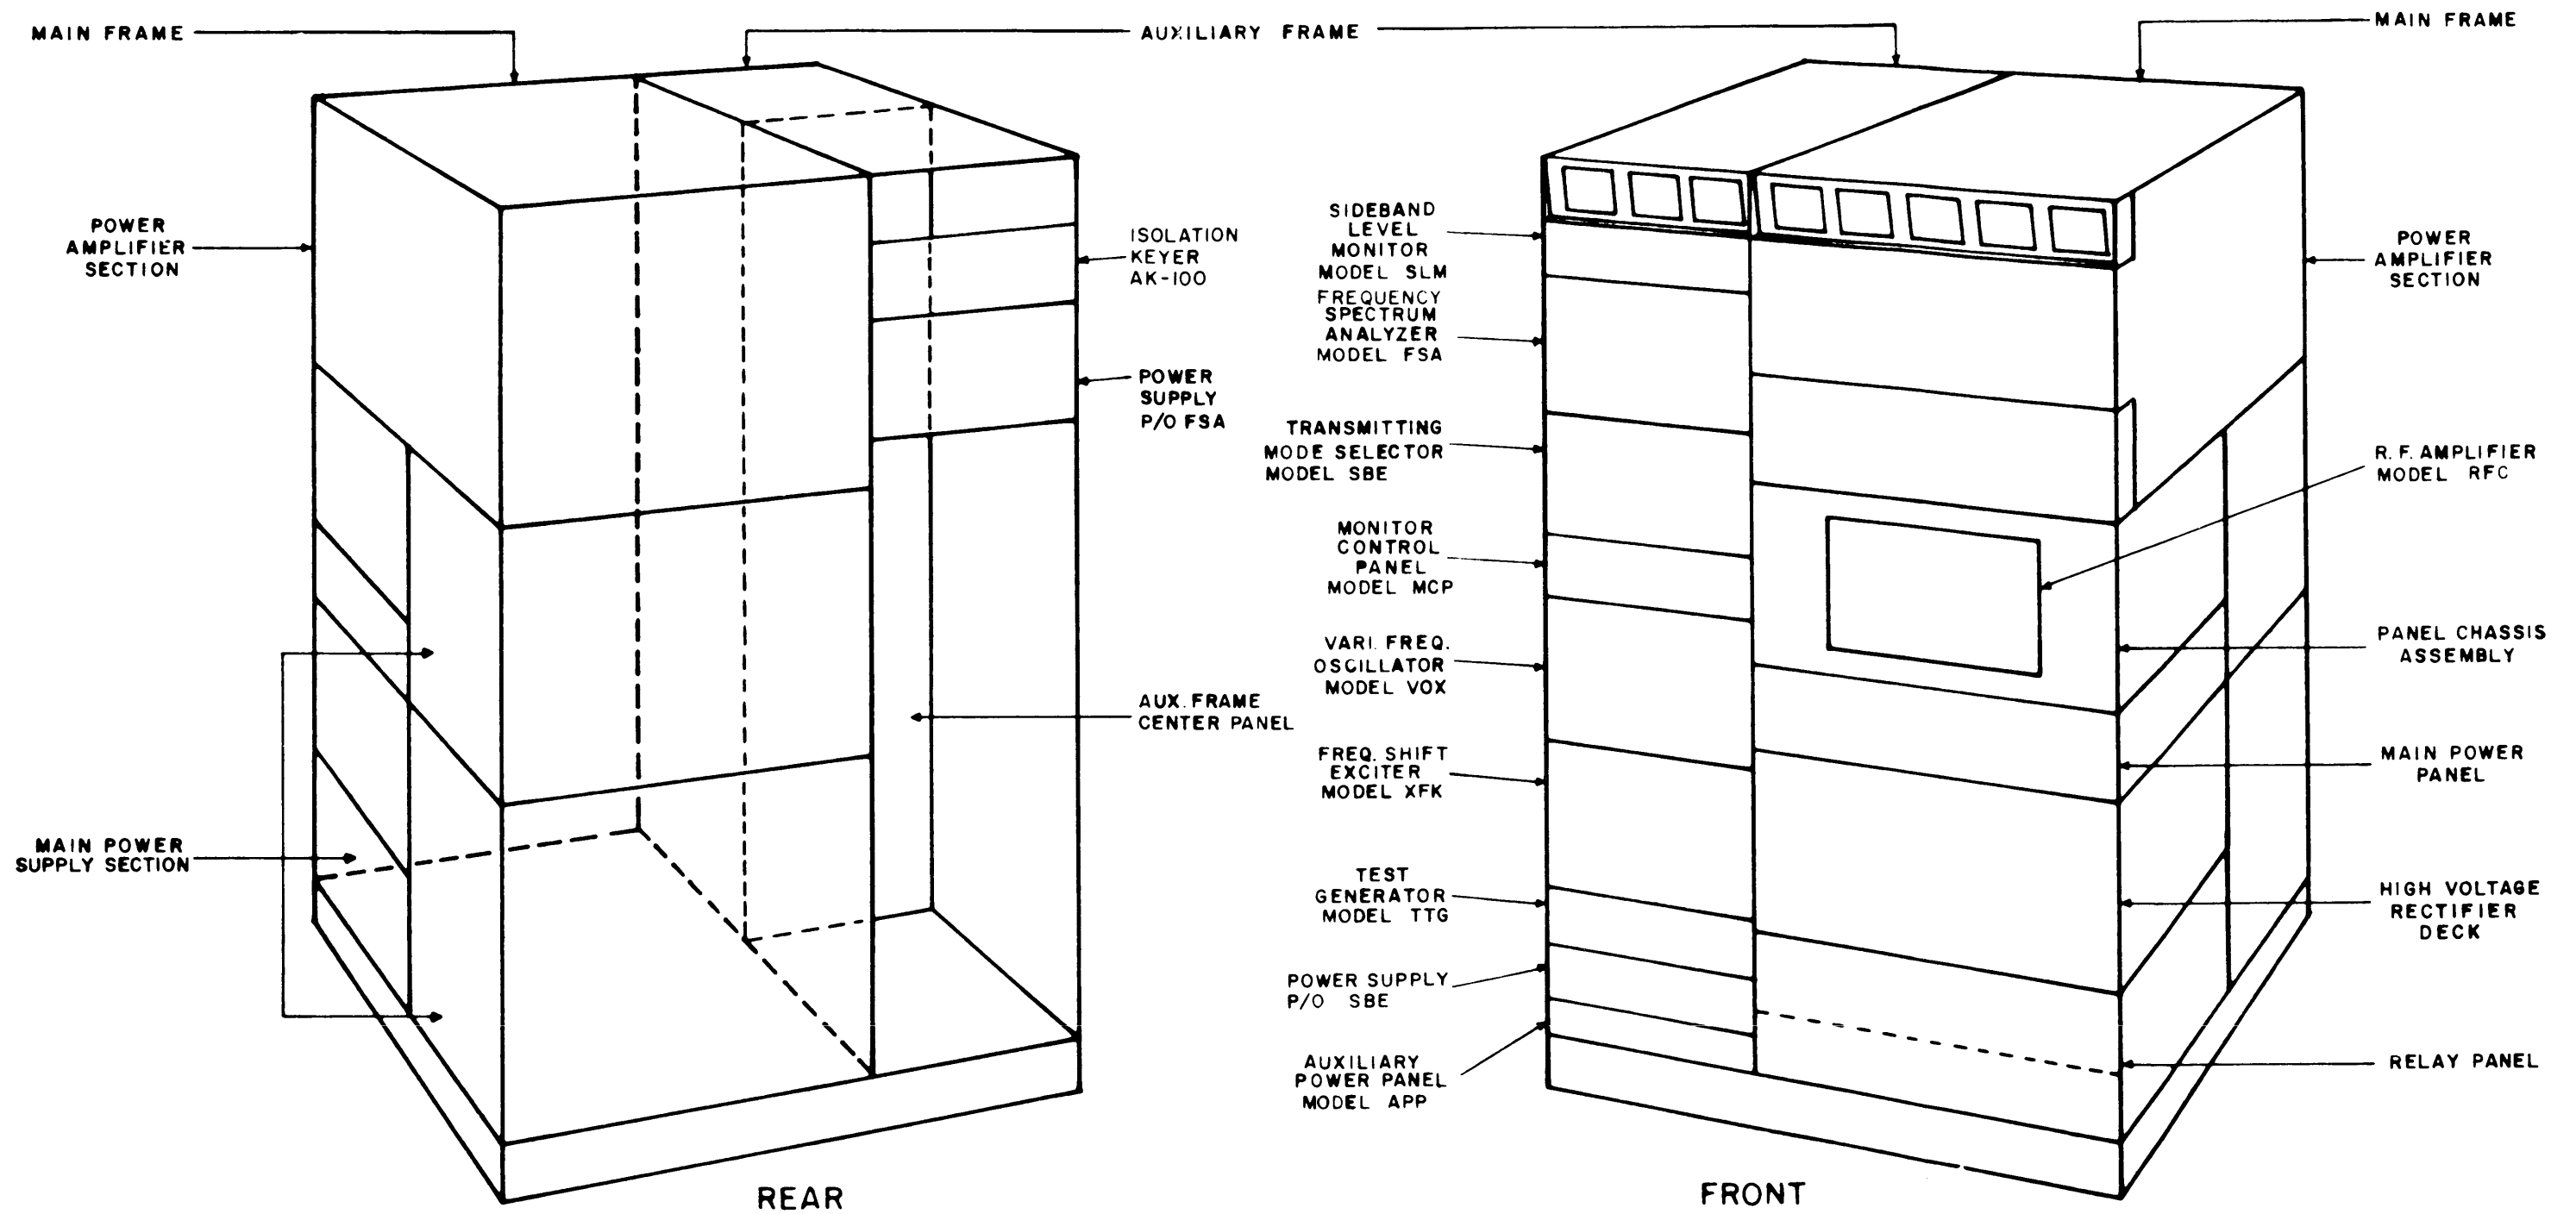 MAIN FRAME
AUXILIARY FRAME
MAIN FRAME
POWER
AMPLIFIER
SECTION
ISOLATION
KEYER
AK-100
POWER
SUPPLY
P/O FSA
AUX. FRAME
CENTER PANEL
MAIN POWER
SUPPLY SECTION
REAR
SIDEBAND
LEVEL
MONITOR
MODEL SLM
FREQUENCY
SPECTRUM
ANALYZER
MODEL FSA
TRANSMITTING
MODE SELECTOR
MODEL SBE
MONITOR
CONTROL
PANEL
MODEL MCP
VARI. FREQ.
OSCILLATOR
MODEL VOX
FREQ. SHIFT
EXCITER
MODEL XFK
TEST
GENERATOR
MODEL TTG
POWER SUPPLY
P/O SBE
AUXILIARY
POWER PANEL
MODEL APP
POWER
AMPLIFIER
SECTION
R.F. AMPLIFIER
MODEL RFC
PANEL CHASSIS
ASSEMBLY
MAIN POWER
PANEL
HIGH VOLTAGE
RECTIFIER
DECK
RELAY PANEL
FRONT